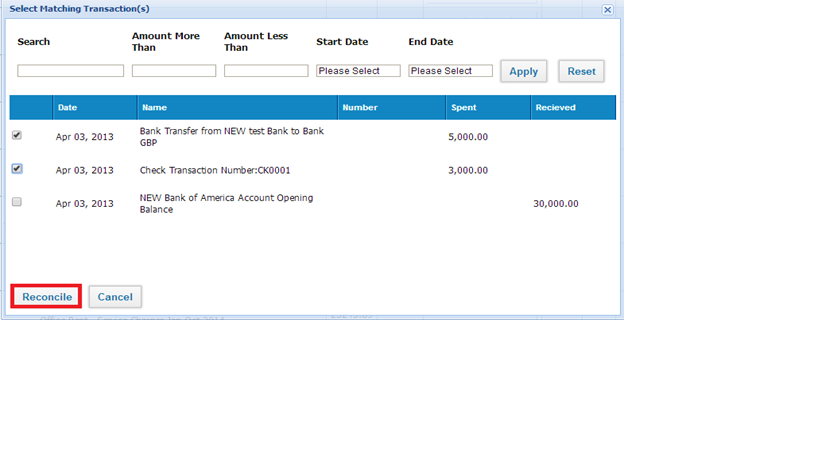 Select Matching Transaction(s)
Search
Amount More Than
Amount Less Than
Start Date
End Date
Please Select
Please Select
Apply
Reset
Date Name Number Spent Recieved
Apr 03, 2013 Bank Transfer from NEW test Bank to Bank GBP 5,000.00
Apr 03, 2013 Check Transaction Number:CK0001 3,000.00
Apr 03, 2013 NEW Bank of America Account Opening Balance 30,000.00
Reconcile
Cancel